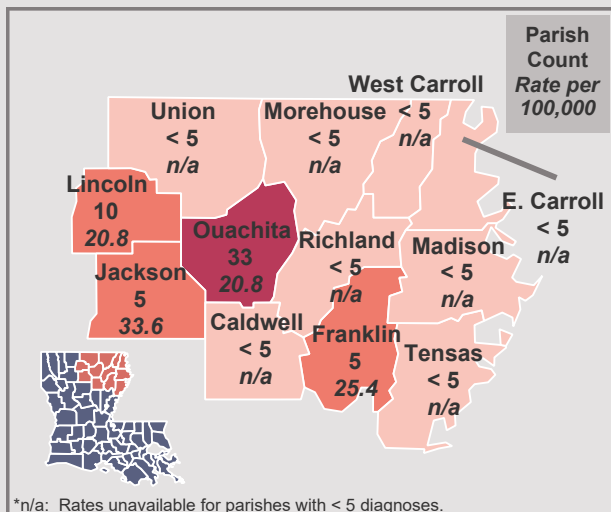 Parish
Count
Rate per
100,000
West Carroll
< 5
n/a
Union
< 5
n/a
Morehouse
< 5
n/a
E. Carroll
< 5
n/a
Lincoln
10
20.8
Ouachita
33
20.8
Richland
< 5
n/a
Madison
< 5
n/a
Jackson
5
33.6
Caldwell
< 5
n/a
Franklin
5
25.4
Tensas
< 5
n/a
*n/a: Rates unavailable for parishes with < 5 diagnoses.